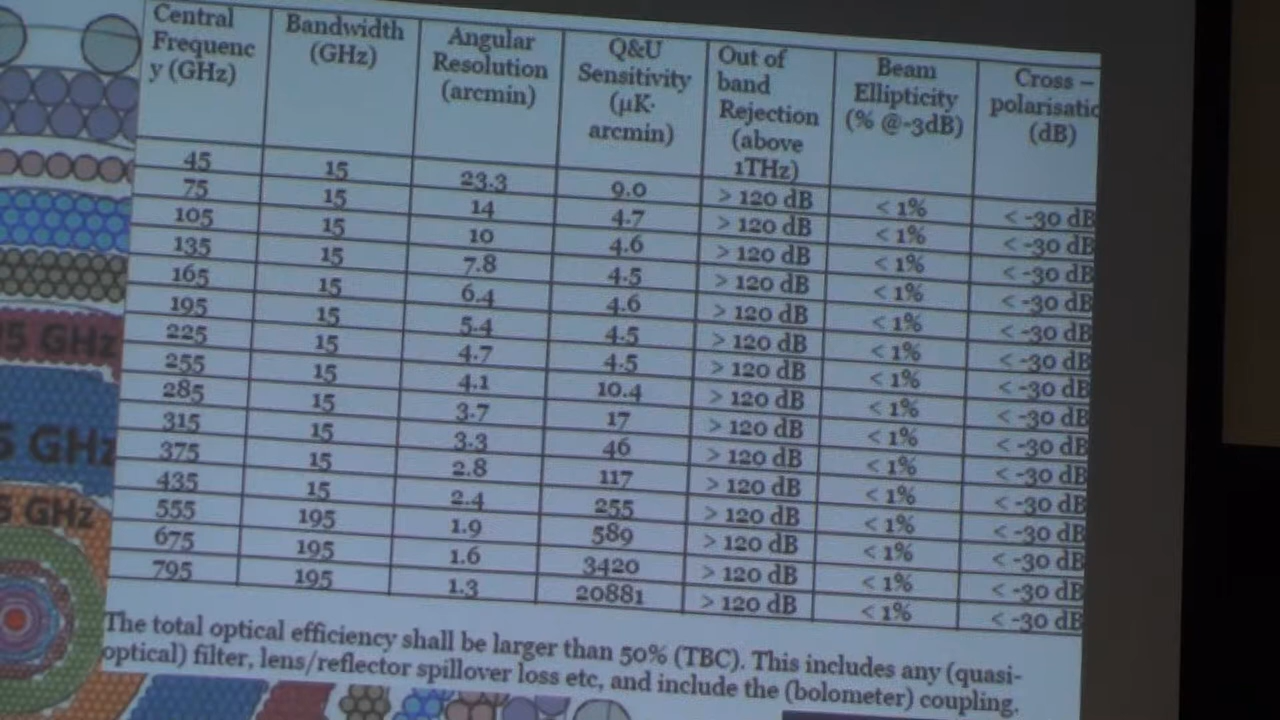 Central Frequenc y (GHz) Bandwidth (GHz) Angular Resolution (arcmin) Q&U Sensitivity (μK· arcmin) Out of band Rejection (above 1THz) Beam Ellipticity (% @-3dB) Cross – polarisatio (dB)
45 15 23.3 9.0 > 120 dB < 1% < -30 dB
75 15 14 4.7 > 120 dB < 1% < -30 dB
105 15 10 4.6 > 120 dB < 1% < -30 dB
135 15 7.8 4.5 > 120 dB < 1% < -30 dB
165 15 6.4 4.6 > 120 dB < 1% < -30 dB
195 15 5.4 4.5 > 120 dB < 1% < -30 dB
225 15 4.7 4.5 > 120 dB < 1% < -30 dB
255 15 4.1 10.4 > 120 dB < 1% < -30 dB
285 15 3.7 17 > 120 dB < 1% < -30 dB
315 15 3.3 46 > 120 dB < 1% < -30 dB
375 15 2.8 117 > 120 dB < 1% < -30 dB
435 15 2.4 255 > 120 dB < 1% < -30 dB
555 195 1.9 589 > 120 dB < 1% < -30 dB
675 195 1.6 3420 > 120 dB < 1% < -30 dB
795 195 1.3 20881 > 120 dB < 1% < -30 dB
5 GHz
5 GHz
5 GHz
The total optical efficiency shall be larger than 50% (TBC). This includes any (quasi-
optical) filter, lens/reflector spillover loss etc, and include the (bolometer) coupling.